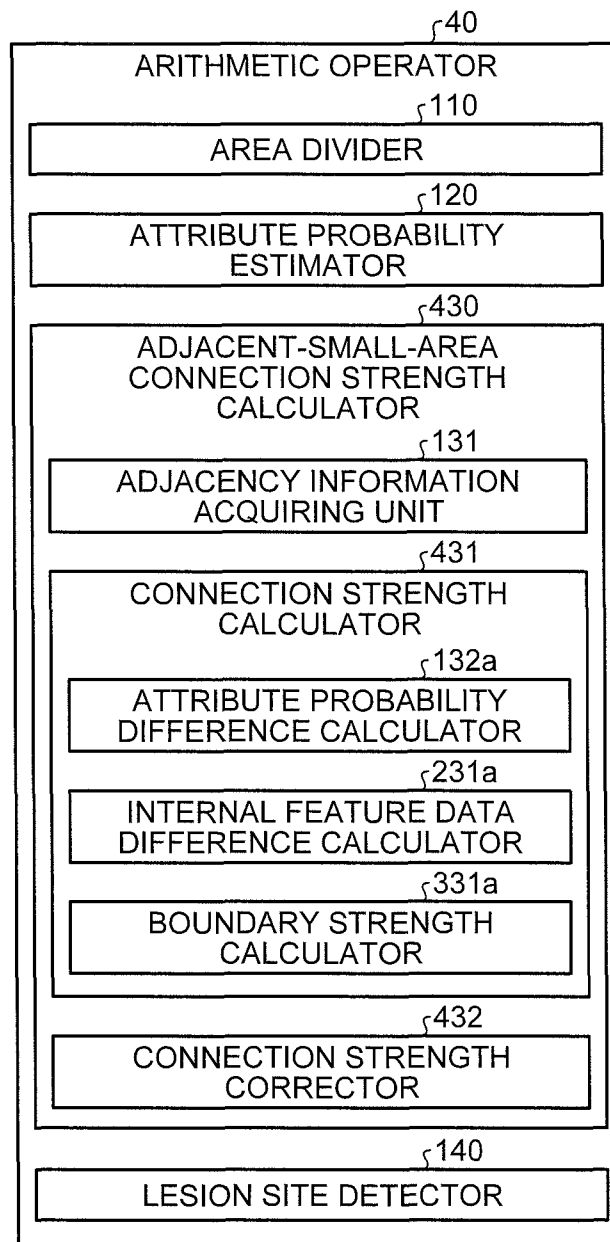 40
ARITHMETIC OPERATOR
110
AREA DIVIDER
120
ATTRIBUTE PROBABILITY
ESTIMATOR
430
ADJACENT-SMALL-AREA
CONNECTION STRENGTH
CALCULATOR
131
ADJACENCY INFORMATION
ACQUIRING UNIT
431
CONNECTION STRENGTH
CALCULATOR
132a
ATTRIBUTE PROBABILITY
DIFFERENCE CALCULATOR
231a
INTERNAL FEATURE DATA
DIFFERENCE CALCULATOR
331a
BOUNDARY STRENGTH
CALCULATOR
432
CONNECTION STRENGTH
CORRECTOR
140
LESION SITE DETECTOR